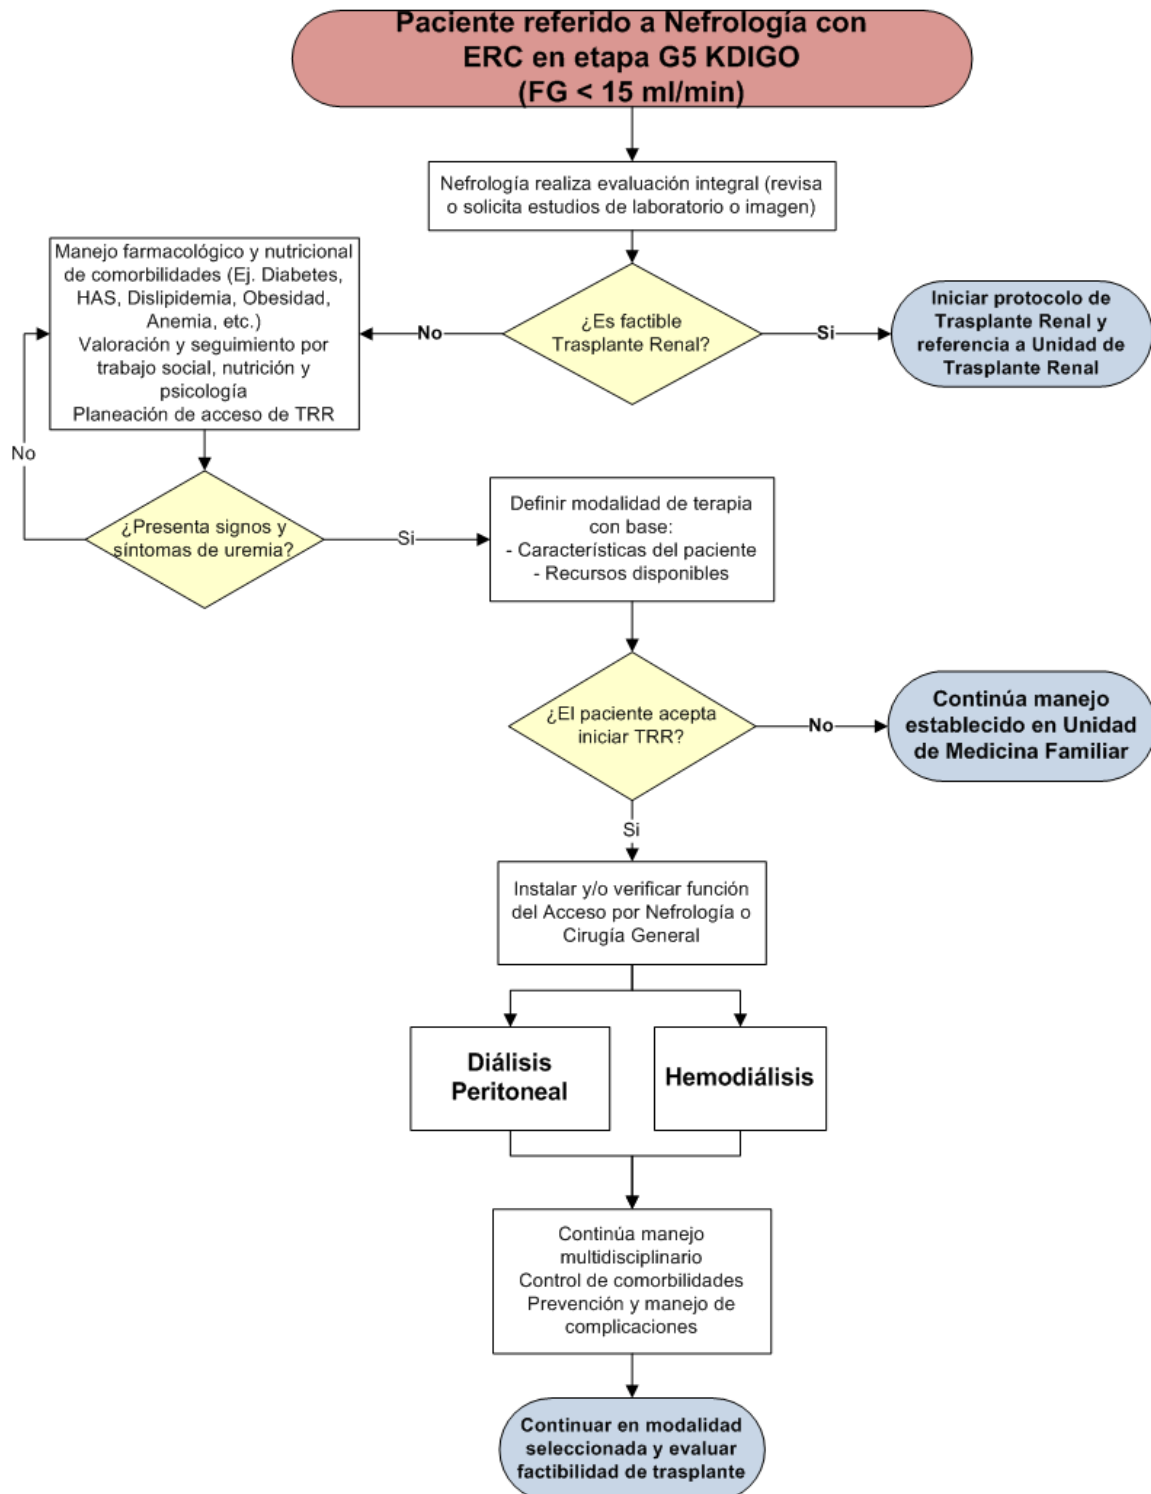 Paciente referido a Nefrología con
ERC en etapa G5 KDIGO
(FG < 15 ml/min)
Nefrología realiza evaluación integral (revisa
o solicita estudios de laboratorio o imagen)
Manejo farmacológico y nutricional
de comorbilidades (Ej. Diabetes,
HAS, Dislipidemia, Obesidad,
Anemia, etc.)
Valoración y seguimiento por
trabajo social, nutrición y
psicología
Planeación de acceso de TRR
No
¿Es factible
Trasplante Renal?
Si
Iniciar protocolo de
Trasplante Renal y
referencia a Unidad de
Trasplante Renal
No
¿Presenta signos y
síntomas de uremia?
Si
Definir modalidad de terapia
con base:
- Características del paciente
- Recursos disponibles
¿El paciente acepta
iniciar TRR?
No
Continúa manejo
establecido en Unidad
de Medicina Familiar
Si
Instalar y/o verificar función
del Acceso por Nefrología o
Cirugía General
Diálisis
Peritoneal
Hemodiálisis
Continúa manejo
multidisciplinario
Control de comorbilidades
Prevención y manejo de
complicaciones
Continuar en modalidad
seleccionada y evaluar
factibilidad de trasplante